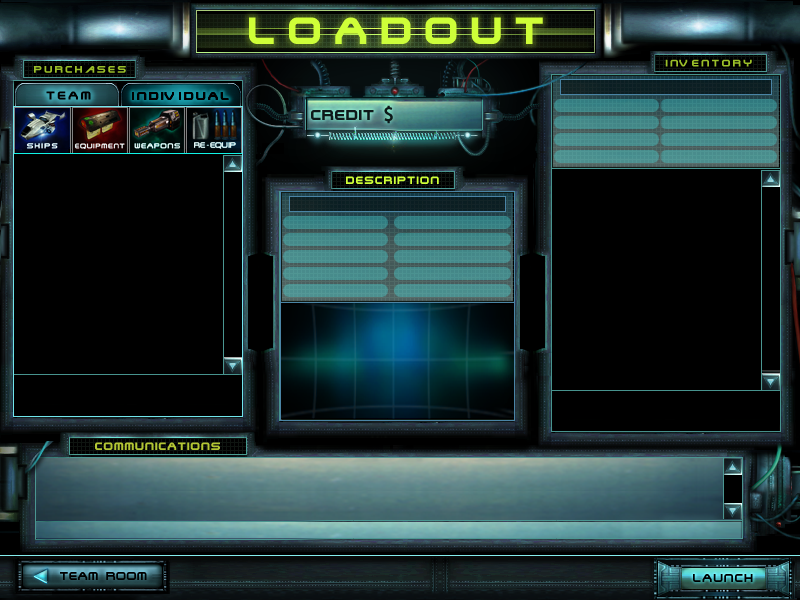 LOADOUT
PURCHASES
INVENTORY
TEAM
INDIVIDUAL
CREDIT $
SHIPS
EQUIPMENT
WEAPONS
RE-EQUIP
DESCRIPTION
COMMUNICATIONS
TEAM ROOM
LAUNCH